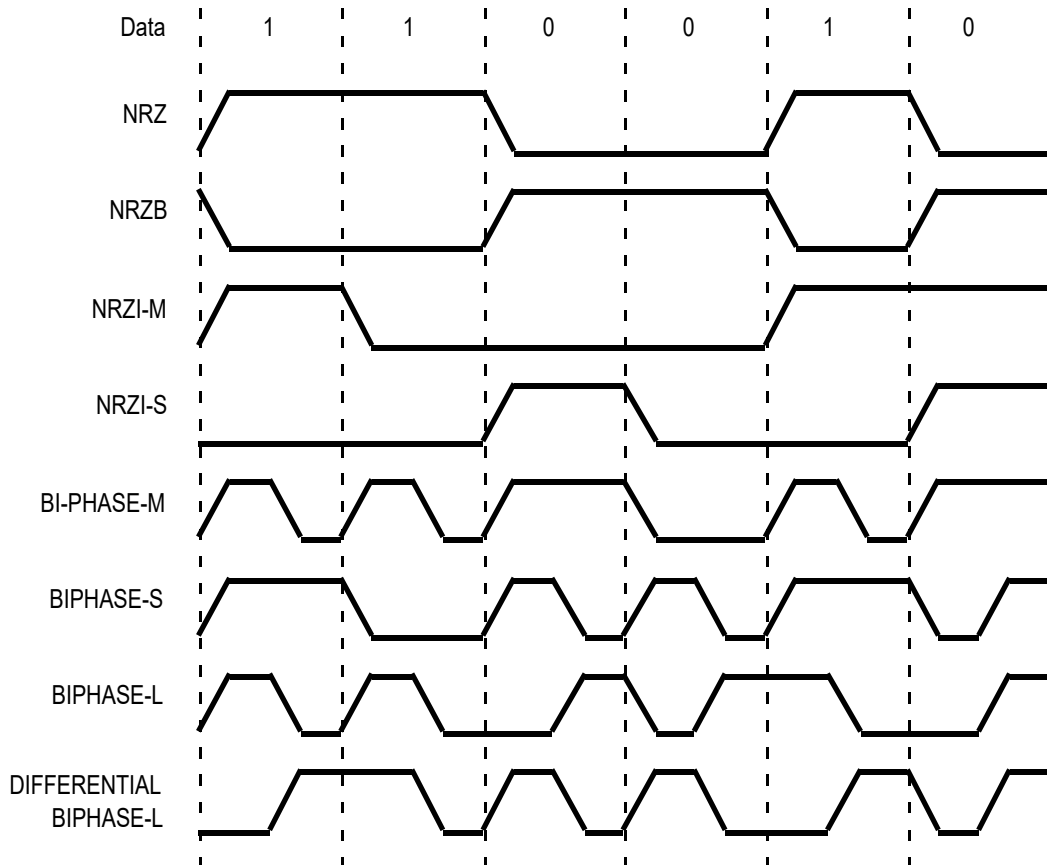 Data 1 1 0 0 1 0
NRZ
NRZB
NRZI-M
NRZI-S
BI-PHASE-M
BIPHASE-S
BIPHASE-L
DIFFERENTIAL
BIPHASE-L